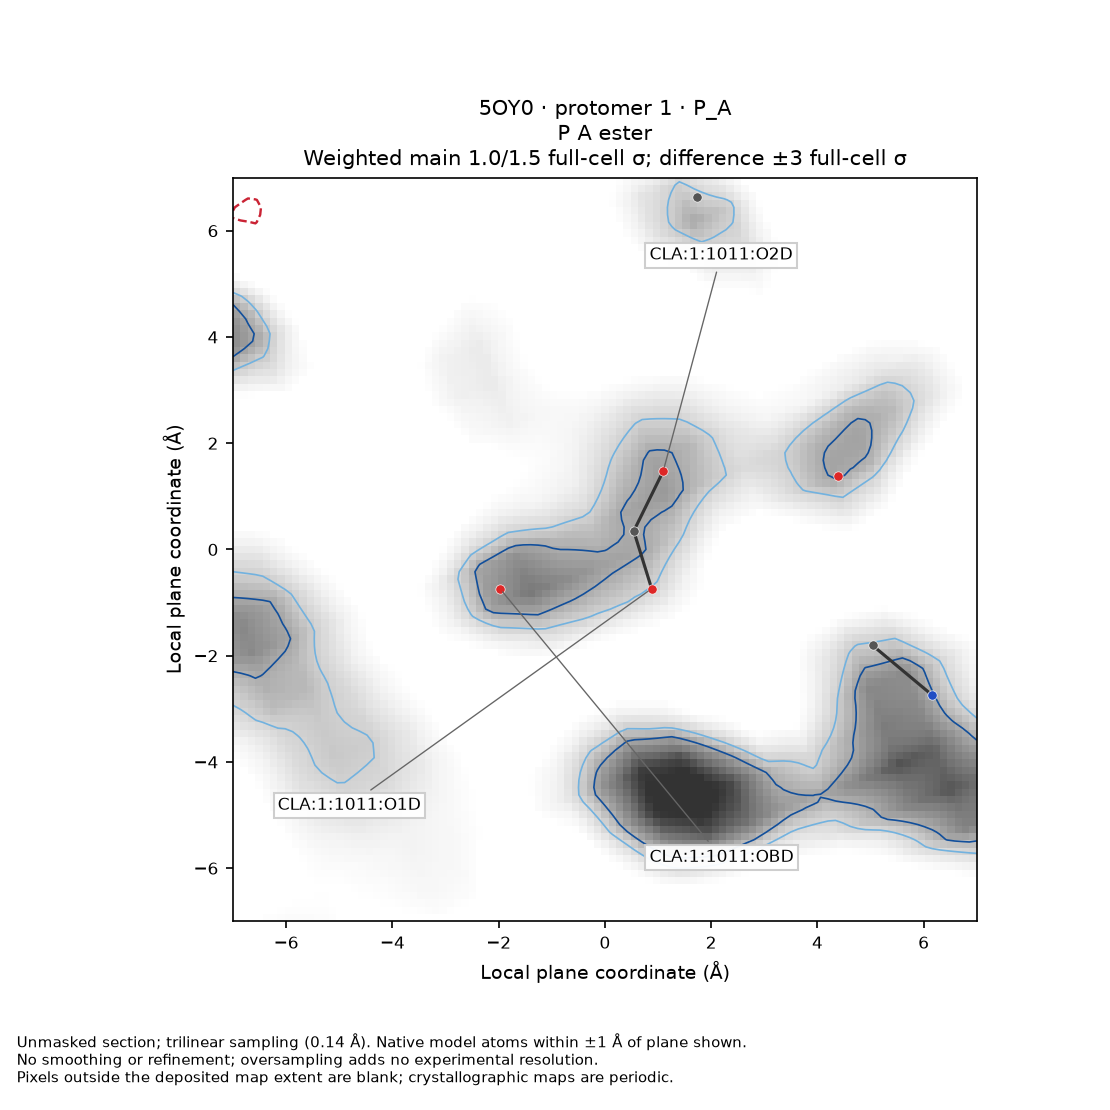 5OY0 · protomer 1 · P_A
P A ester
Weighted main 1.0/1.5 full-cell σ; difference ±3 full-cell σ
CLA:1:1011:O2D
CLA:1:1011:O1D
CLA:1:1011:OBD
6
4
2
0
−2
−4
−6
Local plane coordinate (Å)
−6 −4 −2 0 2 4 6
Local plane coordinate (Å)
Unmasked section; trilinear sampling (0.14 Å). Native model atoms within ±1 Å of plane shown.
No smoothing or refinement; oversampling adds no experimental resolution.
Pixels outside the deposited map extent are blank; crystallographic maps are periodic.